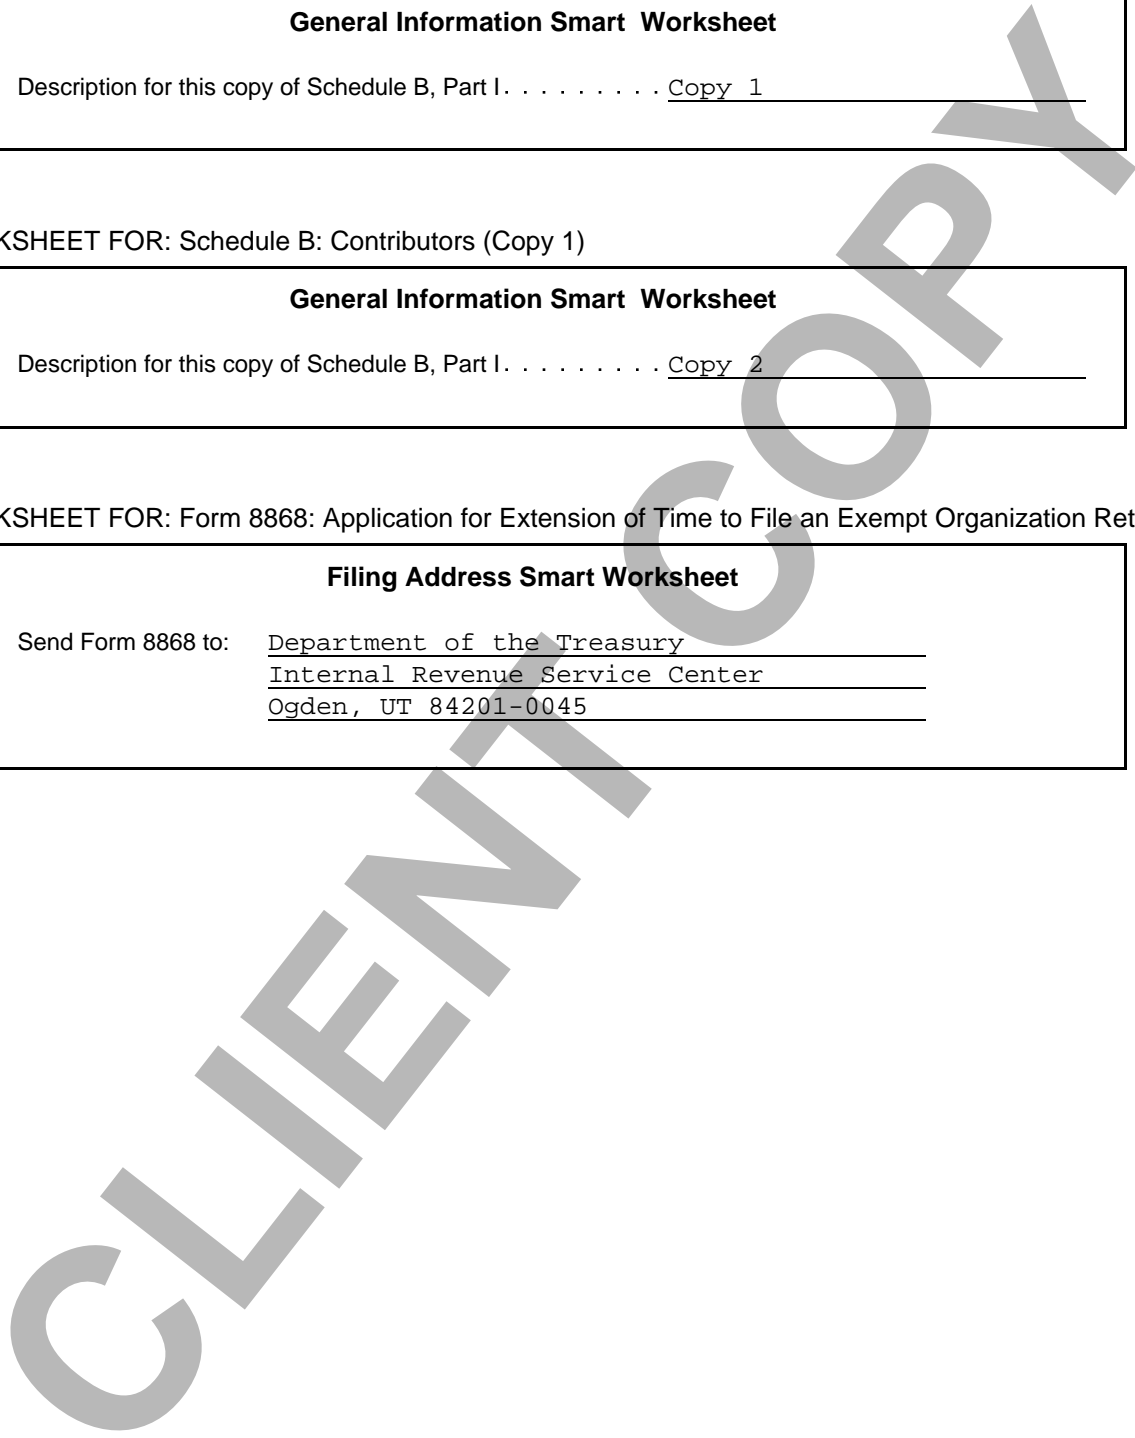 General Information Smart Worksheet
Description for this copy of Schedule B, Part I. . . . . . . . . Copy 1
KSHEET FOR: Schedule B: Contributors (Copy 1)
General Information Smart Worksheet
Description for this copy of Schedule B, Part I. . . . . . . . . Copy 2
KSHEET FOR: Form 8868: Application for Extension of Time to File an Exempt Organization Ret
Filing Address Smart Worksheet
Send Form 8868 to: Department of the Treasury
Internal Revenue Service Center
Ogden, UT 84201-0045
CLIENT COPY